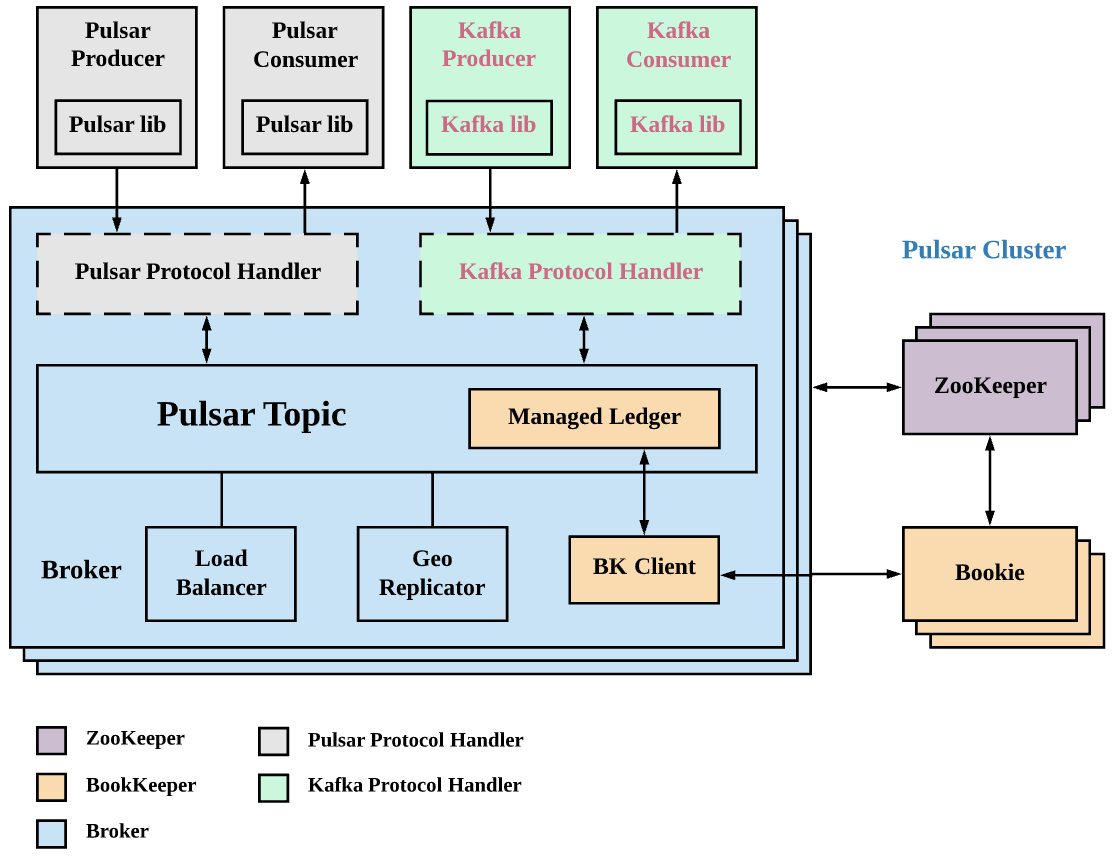 Pulsar
Producer
Pulsar lib
Pulsar
Consumer
Pulsar lib
Kafka
Producer
Kafka lib
Kafka
Consumer
Kafka lib
Pulsar Protocol Handler
Kafka Protocol Handler
Pulsar Cluster
Pulsar Topic
Managed Ledger
ZooKeeper
Broker
Load
Balancer
Geo
Replicator
BK Client
Bookie
ZooKeeper
BookKeeper
Broker
Pulsar Protocol Handler
Kafka Protocol Handler